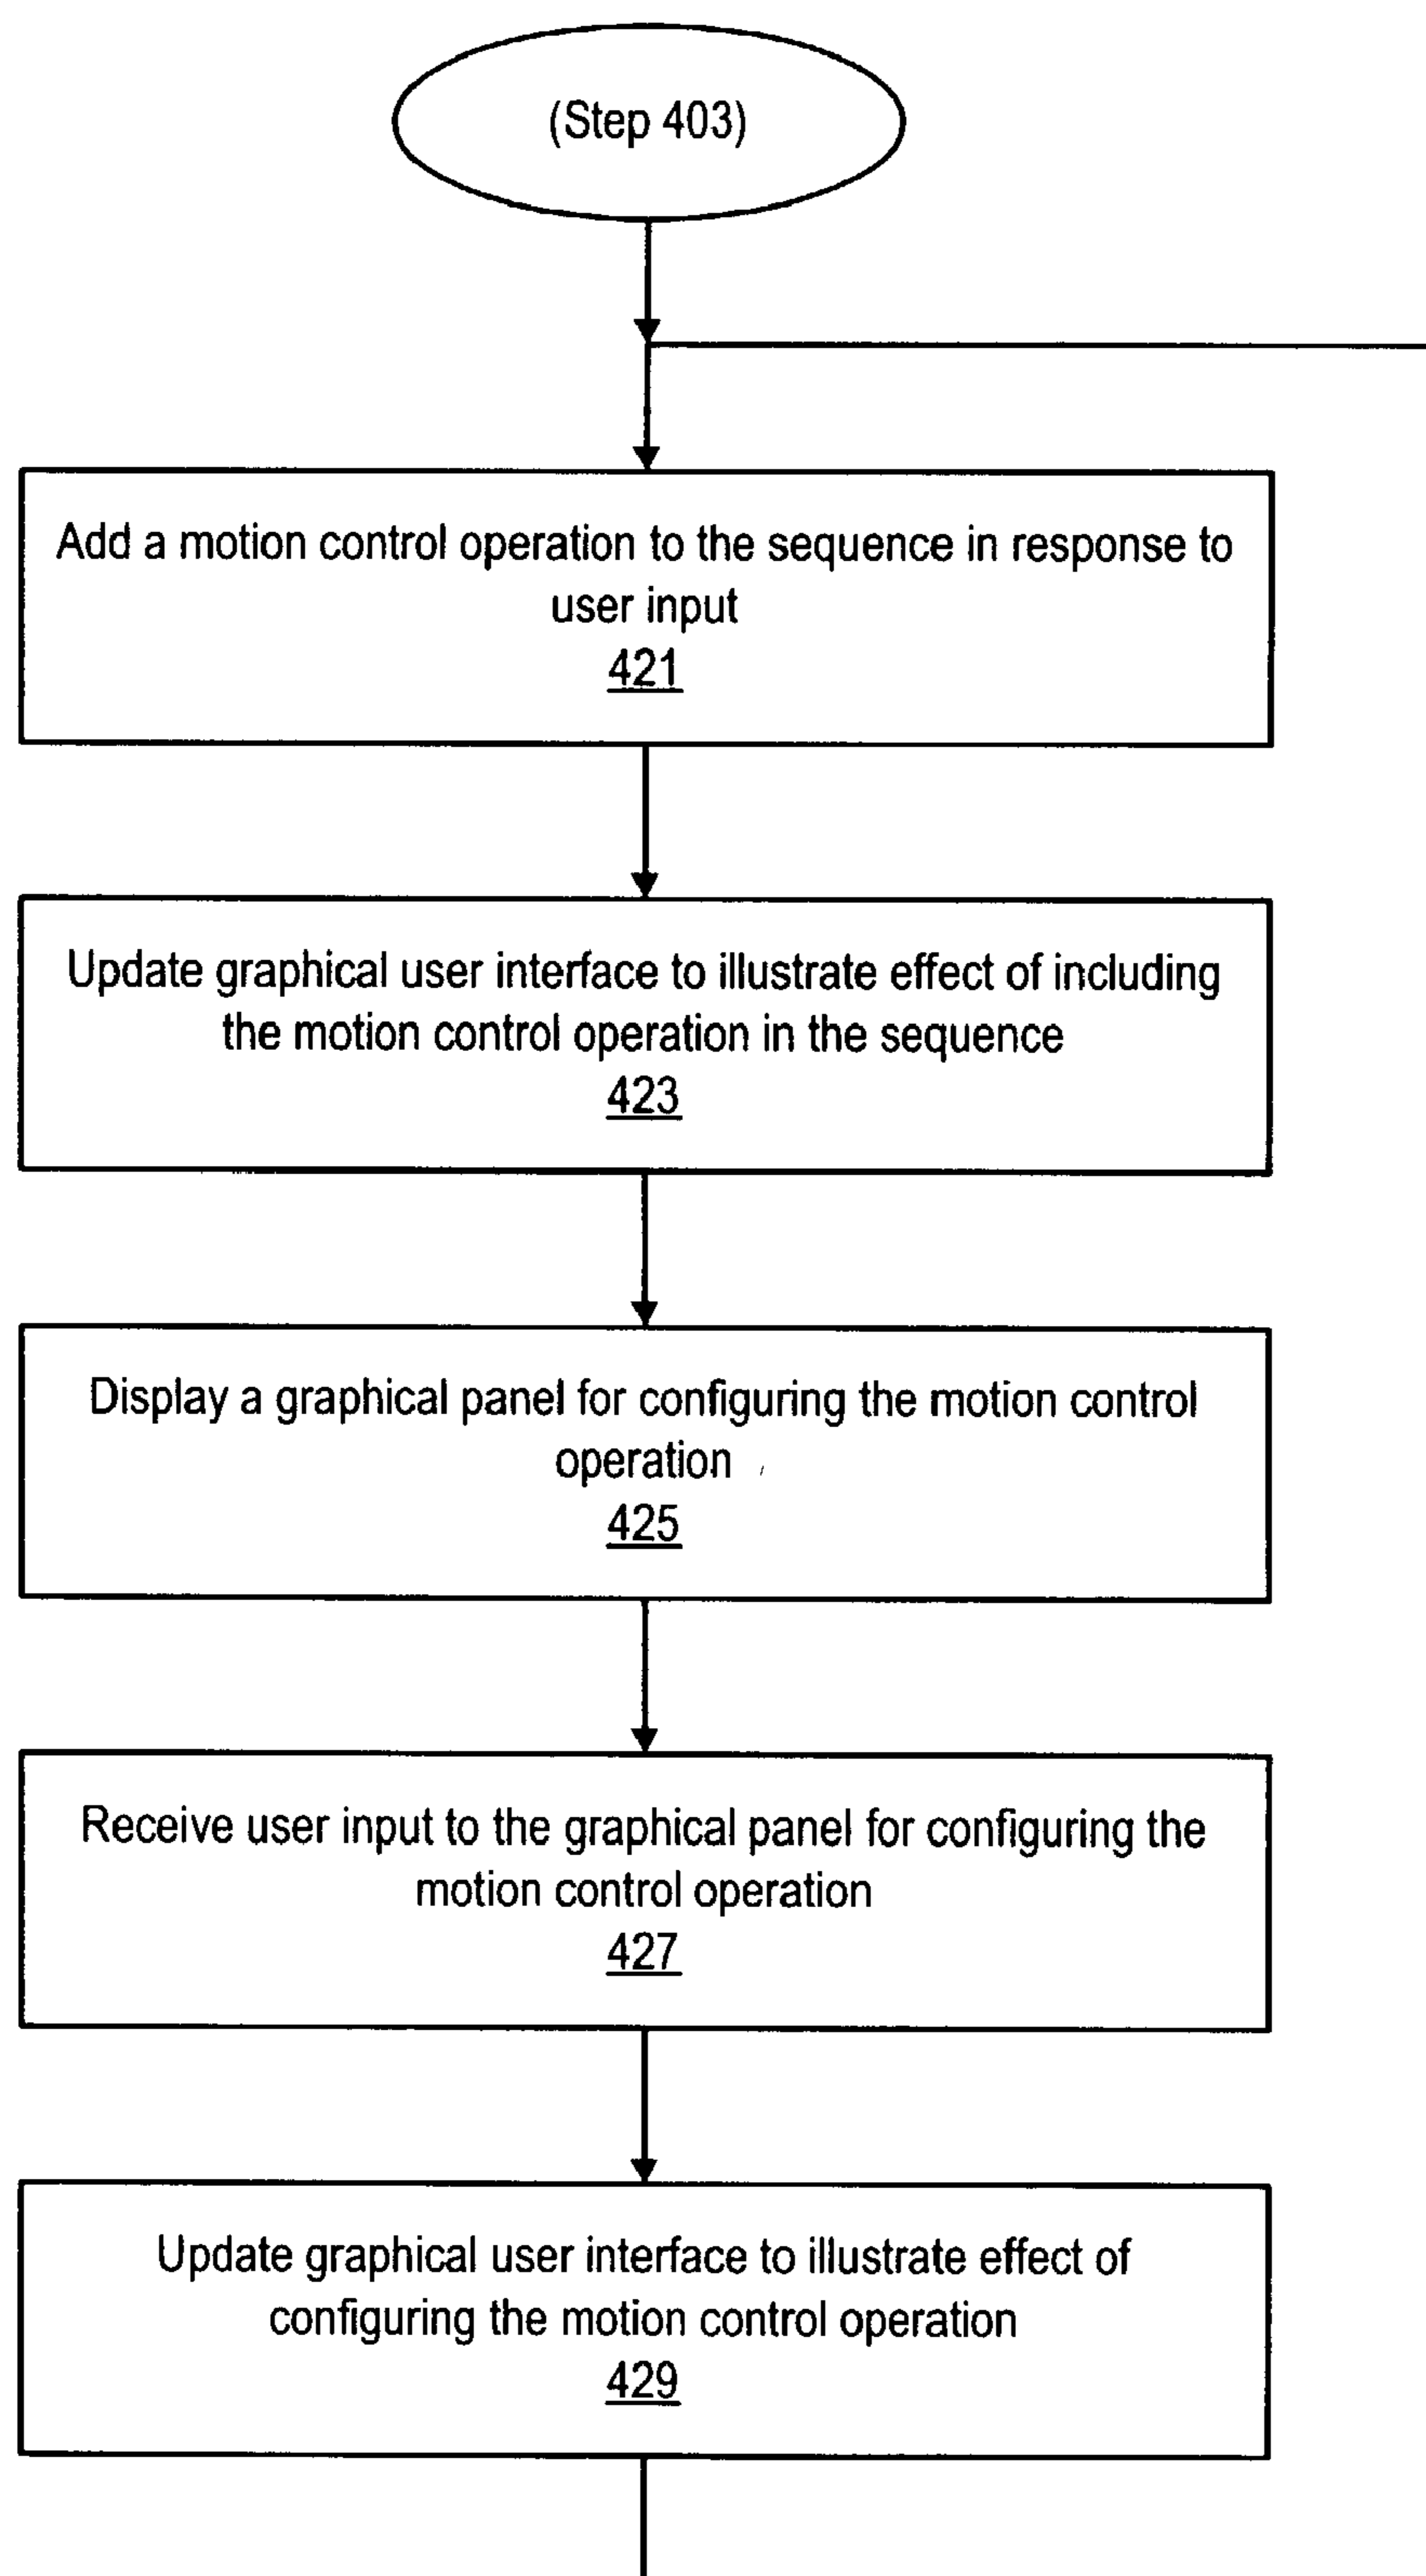 (Step 403)
Add a motion control operation to the sequence in response to
user input
421
Update graphical user interface to illustrate effect of including
the motion control operation in the sequence
423
Display a graphical panel for configuring the motion control
operation
425
Receive user input to the graphical panel for configuring the
motion control operation
427
Update graphical user interface to illustrate effect of
configuring the motion control operation
429